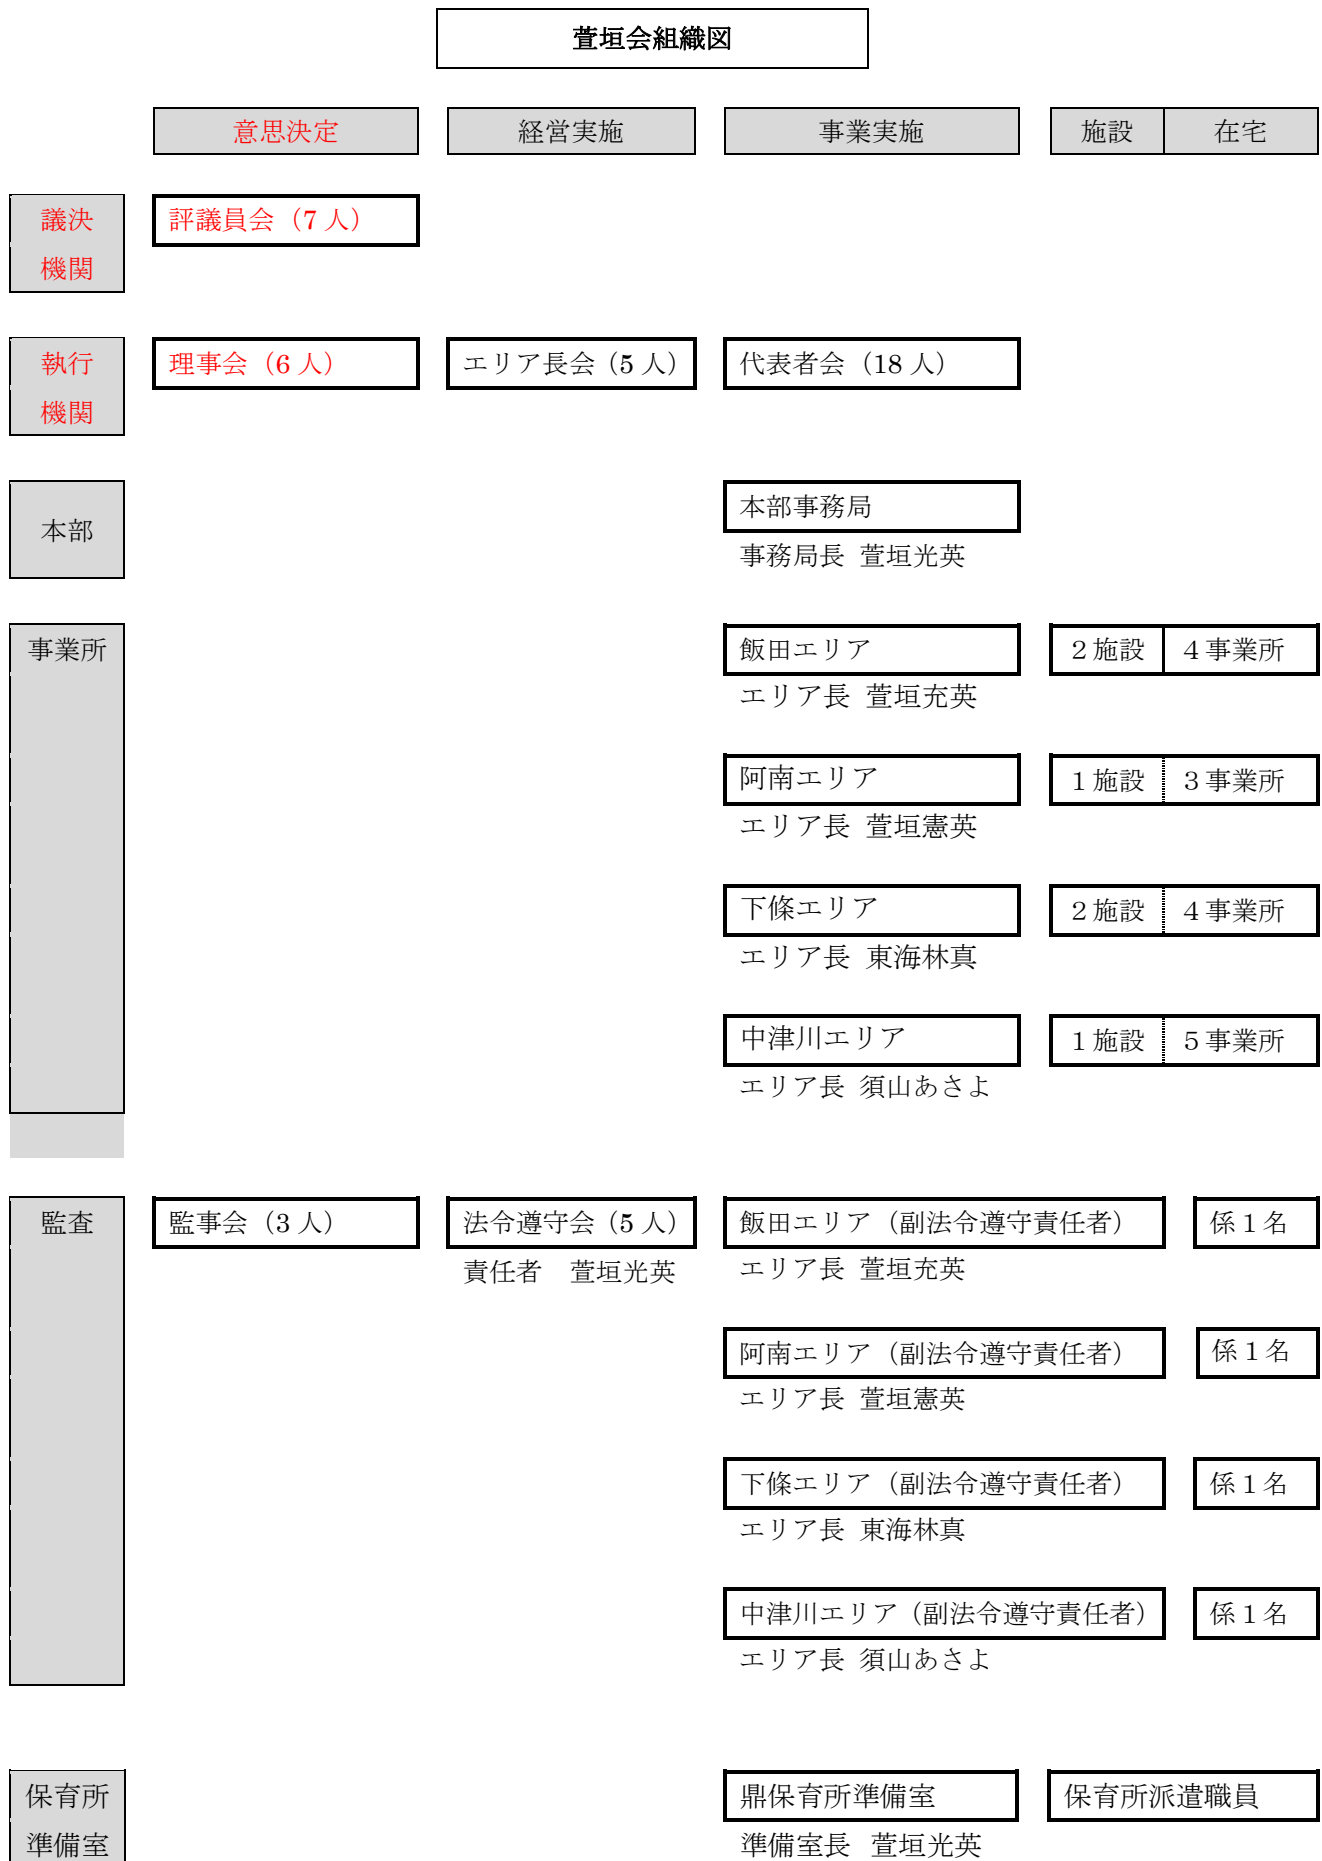 萱垣会組織図
意思決定 経営実施 事業実施 施設 在宅
議決 評議員会（7人）
機関
執行 理事会（6人） エリア長会（5人） 代表者会（18人）
機関
本部事務局
本部
事務局長 萱垣光英
事業所 飯田エリア 2施設 4事業所
エリア長 萱垣充英
阿南エリア 1施設 3事業所
エリア長 萱垣憲英
下條エリア 2施設 4事業所
エリア長 東海林真
中津川エリア 1施設 5事業所
エリア長 須山あさよ
監査 監事会（3人） 法令遵守会（5人） 飯田エリア（副法令遵守責任者） 係1名
責任者　萱垣光英 エリア長 萱垣充英
阿南エリア（副法令遵守責任者） 係1名
エリア長 萱垣憲英
下條エリア（副法令遵守責任者） 係1名
エリア長 東海林真
中津川エリア（副法令遵守責任者） 係1名
エリア長 須山あさよ
保育所 鼎保育所準備室 保育所派遣職員
準備室 準備室長 萱垣光英